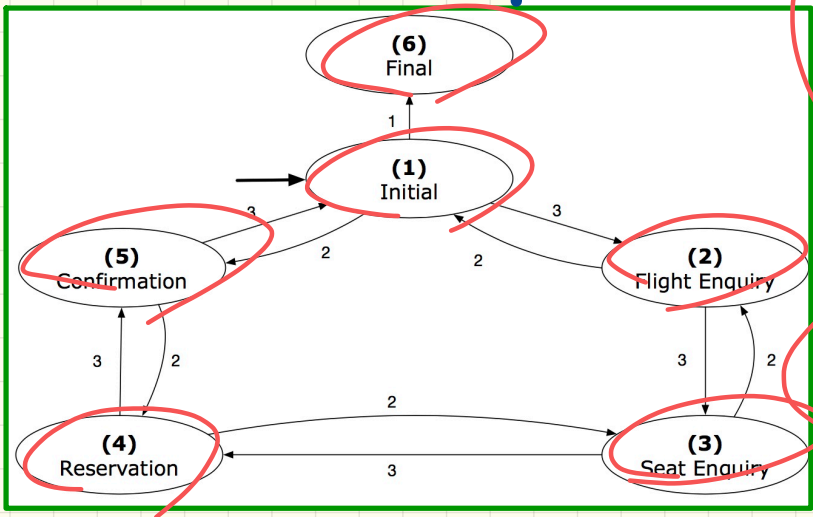 (6)
Final
1
(1)
Initial
3
3
2
2
(5)
Confirmation
(2)
Flight Enquiry
3
2
3
2
2
(4)
Reservation
3
(3)
Seat Enquiry